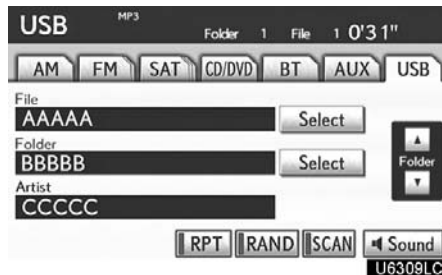 USB MP3 Folder 1 File 1 0'31"
AM FM SAT CD/DVD BT AUX USB
File
AAAAA Select
Folder
BBBBB Select Folder
Artist
CCCCC
RPT RAND SCAN Sound
U6309LC